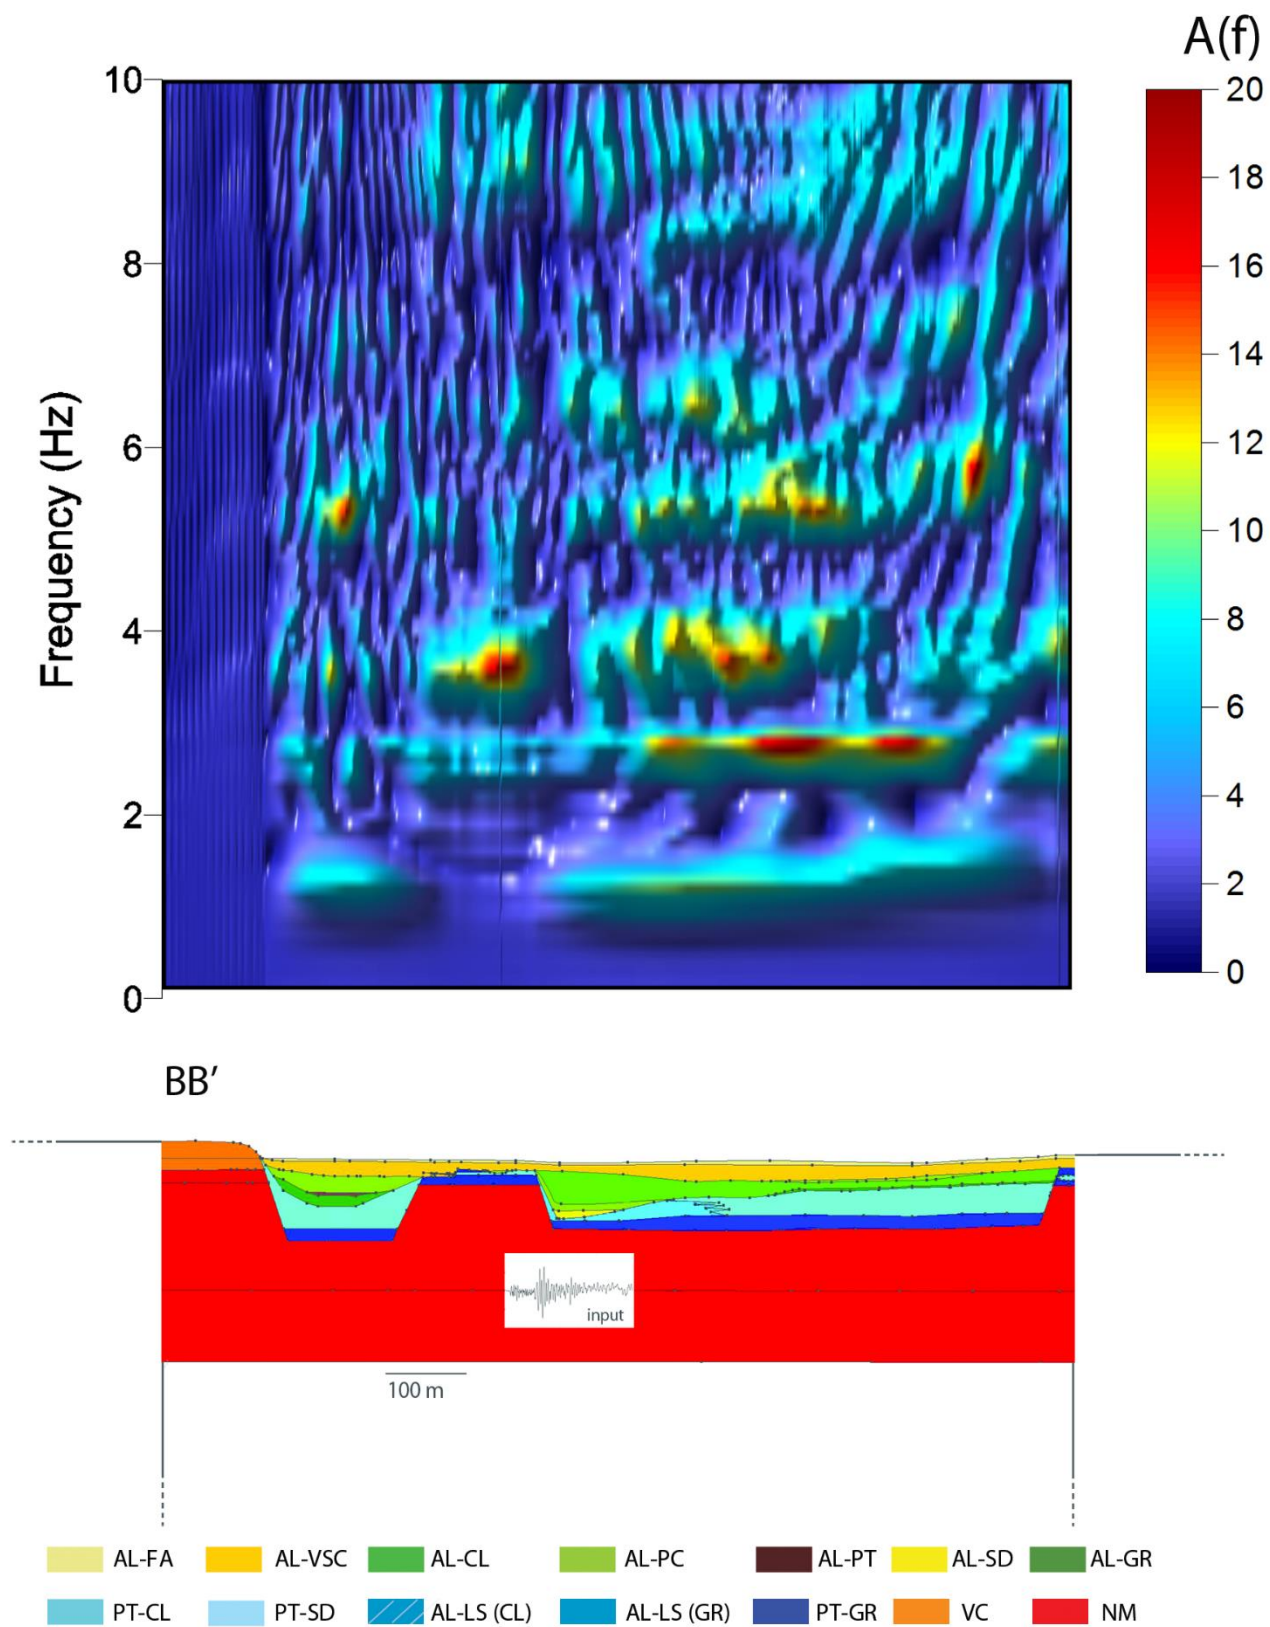 A(f)
10
8
6
4
2
0
Frequency (Hz)
20
18
16
14
12
10
8
6
4
2
0
BB′
input
100 m
AL-FA AL-VSC AL-CL AL-PC AL-PT AL-SD AL-GR
PT-CL PT-SD AL-LS (CL) AL-LS (GR) PT-GR VC NM